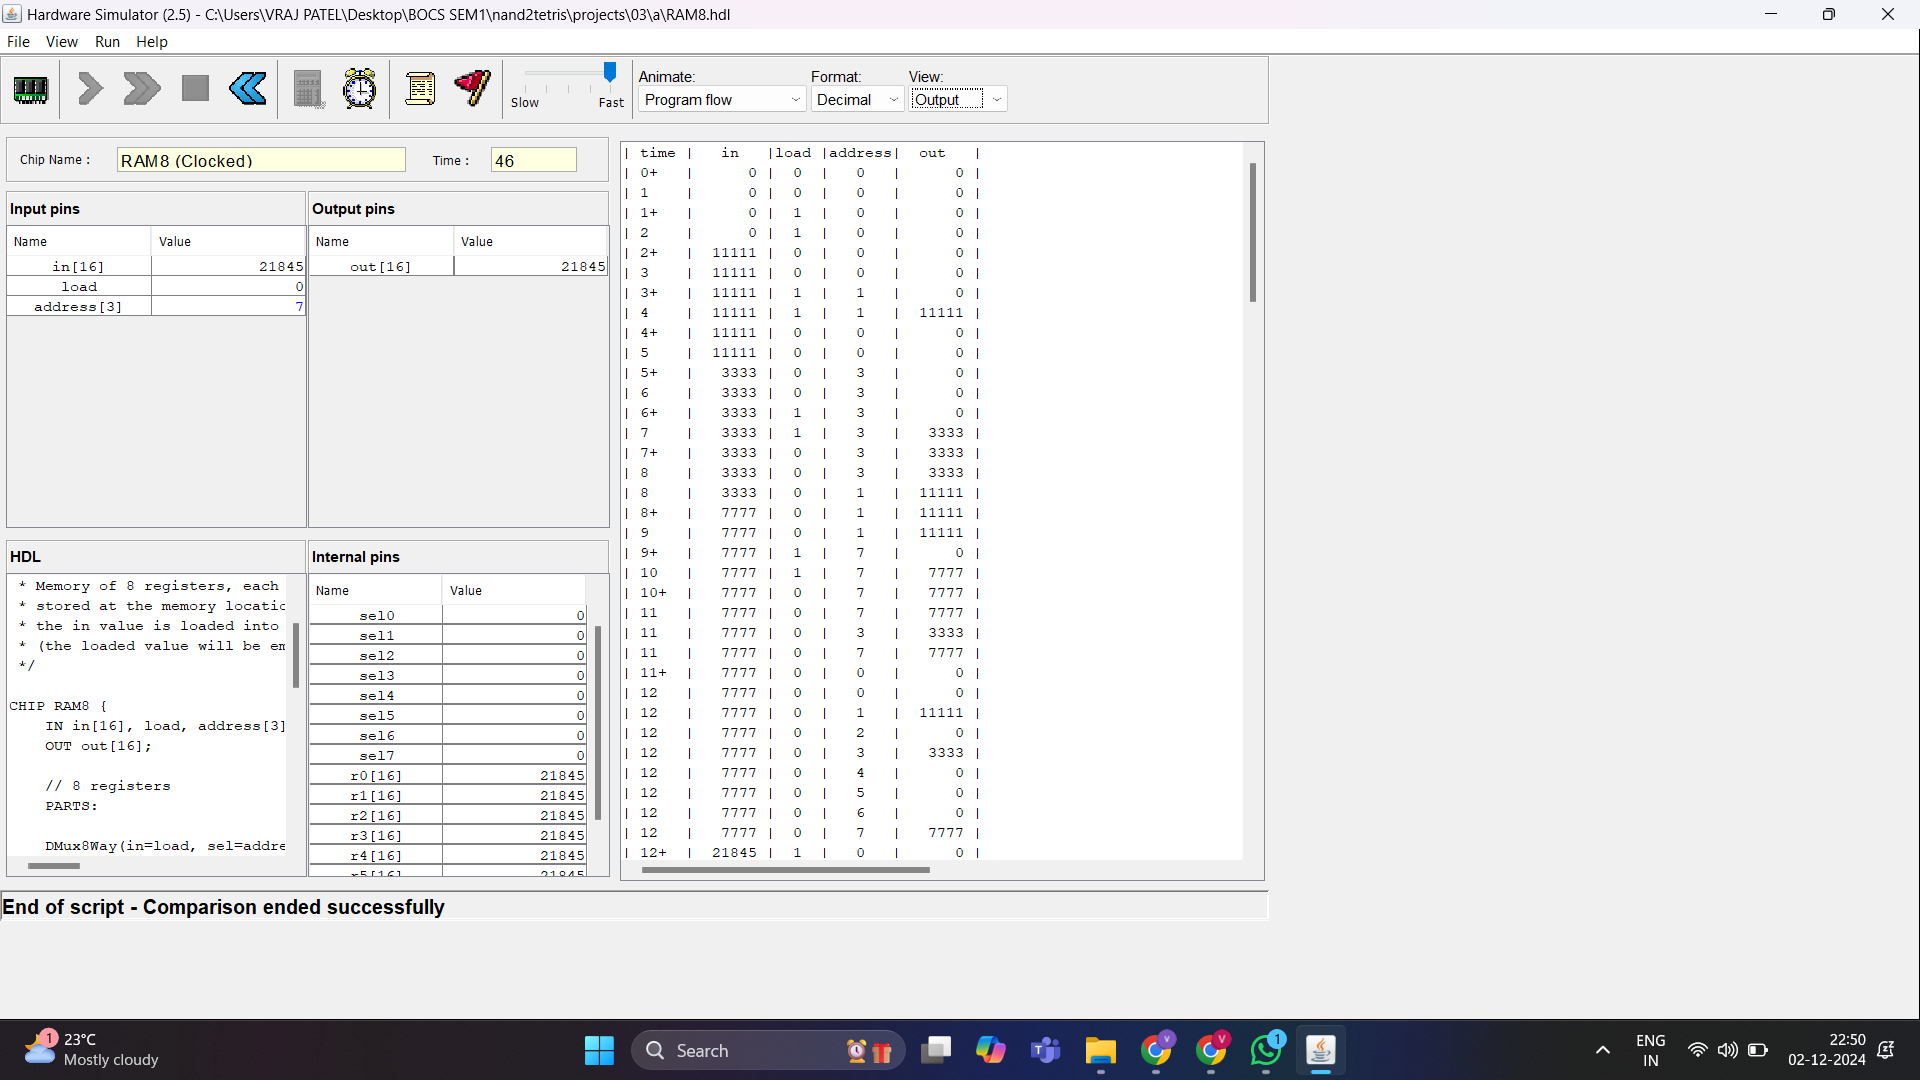 Hardware Simulator (2.5) - C:\Users\VRAJ PATEL\Desktop\BOCS SEM1\nand2tetris\projects\03\a\RAM8.hdl
File View Run Help
Slow Fast
Animate: Format: View:
Program flow Decimal Output
Chip Name : RAM8 (Clocked) Time : 46
Input pins
Name Value
in[16] 21845
load 0
address[3] 7
Output pins
Name Value
out[16] 21845
HDL
* Memory of 8 registers, each
* stored at the memory locatic
* the in value is loaded into
* (the loaded value will be em
*/
CHIP RAM8 {
IN in[16], load, address[3]
OUT out[16];
// 8 registers
PARTS:
DMux8Way(in=load, sel=addre
Internal pins
Name Value
sel0 0
sel1 0
sel2 0
sel3 0
sel4 0
sel5 0
sel6 0
sel7 0
r0[16] 21845
r1[16] 21845
r2[16] 21845
r3[16] 21845
r4[16] 21845
r5[16] 21845
| time | in |load |address| out |
| 0+ | 0 | 0 | 0 | 0 |
| 1 | 0 | 0 | 0 | 0 |
| 1+ | 0 | 1 | 0 | 0 |
| 2 | 0 | 1 | 0 | 0 |
| 2+ | 11111 | 0 | 0 | 0 |
| 3 | 11111 | 0 | 0 | 0 |
| 3+ | 11111 | 1 | 1 | 0 |
| 4 | 11111 | 1 | 1 | 11111 |
| 4+ | 11111 | 0 | 0 | 0 |
| 5 | 11111 | 0 | 0 | 0 |
| 5+ | 3333 | 0 | 3 | 0 |
| 6 | 3333 | 0 | 3 | 0 |
| 6+ | 3333 | 1 | 3 | 0 |
| 7 | 3333 | 1 | 3 | 3333 |
| 7+ | 3333 | 0 | 3 | 3333 |
| 8 | 3333 | 0 | 3 | 3333 |
| 8 | 3333 | 0 | 1 | 11111 |
| 8+ | 7777 | 0 | 1 | 11111 |
| 9 | 7777 | 0 | 1 | 11111 |
| 9+ | 7777 | 1 | 7 | 0 |
| 10 | 7777 | 1 | 7 | 7777 |
| 10+ | 7777 | 0 | 7 | 7777 |
| 11 | 7777 | 0 | 7 | 7777 |
| 11 | 7777 | 0 | 3 | 3333 |
| 11 | 7777 | 0 | 7 | 7777 |
| 11+ | 7777 | 0 | 0 | 0 |
| 12 | 7777 | 0 | 0 | 0 |
| 12 | 7777 | 0 | 1 | 11111 |
| 12 | 7777 | 0 | 2 | 0 |
| 12 | 7777 | 0 | 3 | 3333 |
| 12 | 7777 | 0 | 4 | 0 |
| 12 | 7777 | 0 | 5 | 0 |
| 12 | 7777 | 0 | 6 | 0 |
| 12 | 7777 | 0 | 7 | 7777 |
| 12+ | 21845 | 1 | 0 | 0 |
End of script - Comparison ended successfully
1 23°C
Mostly cloudy
Search
V V 1
ENG
IN
22:50
02-12-2024